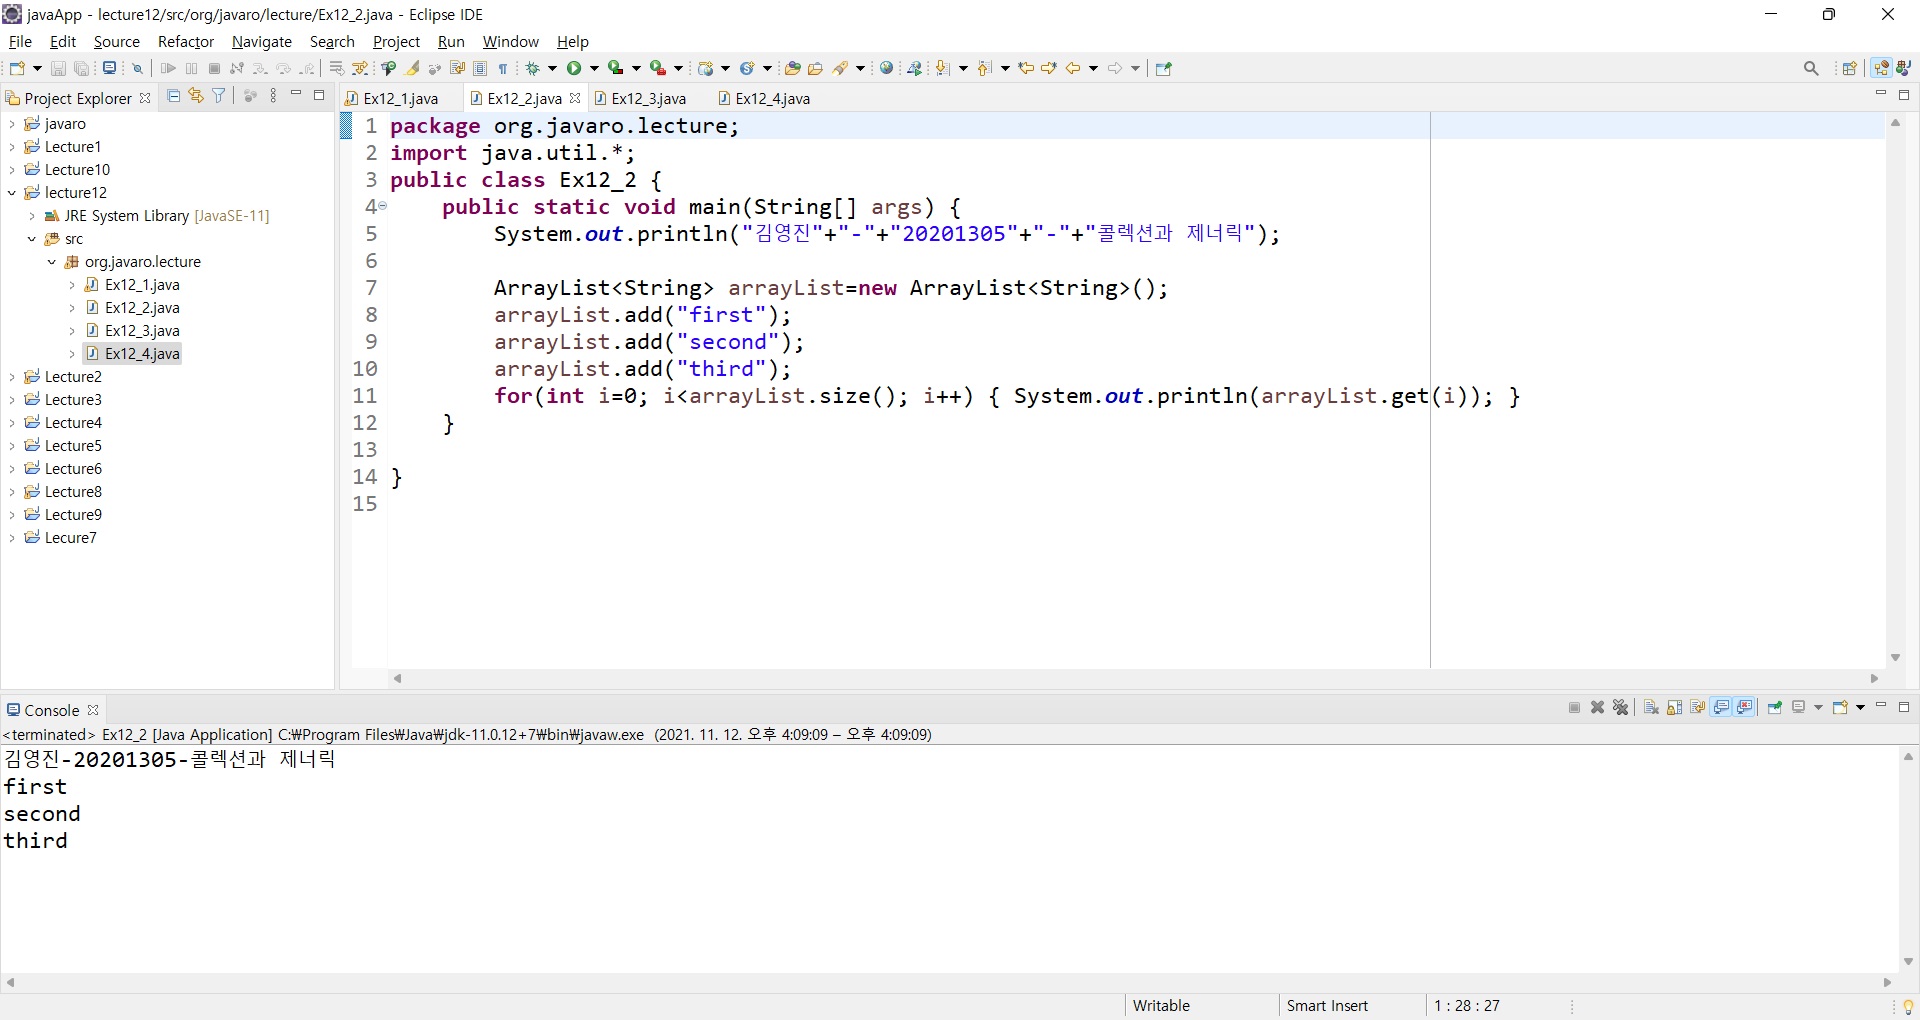 javaApp - lecture12/src/org/javaro/lecture/Ex12_2.java - Eclipse IDE
File Edit Source Refactor Navigate Search Project Run Window Help
Project Explorer
javaro
Lecture1
Lecture10
lecture12
JRE System Library [JavaSE-11]
src
org.javaro.lecture
Ex12_1.java
Ex12_2.java
Ex12_3.java
Ex12_4.java
Lecture2
Lecture3
Lecture4
Lecture5
Lecture6
Lecture8
Lecture9
Lecure7
Ex12_1.java Ex12_2.java Ex12_3.java Ex12_4.java
1 package org.javaro.lecture;
2 import java.util.*;
3 public class Ex12_2 {
4 public static void main(String[] args) {
5 System.out.println("김영진"+"-"+"20201305"+"-"+"콜렉션과 제너릭");
6
7 ArrayList<String> arrayList=new ArrayList<String>();
8 arrayList.add("first");
9 arrayList.add("second");
10 arrayList.add("third");
11 for(int i=0; i<arrayList.size(); i++) { System.out.println(arrayList.get(i)); }
12 }
13
14 }
15
Console
<terminated> Ex12_2 [Java Application] C:₩Program Files₩Java₩jdk-11.0.12+7₩bin₩javaw.exe (2021. 11. 12. 오후 4:09:09 – 오후 4:09:09)
김영진-20201305-콜렉션과 제너릭
first
second
third
Writable Smart Insert 1 : 28 : 27